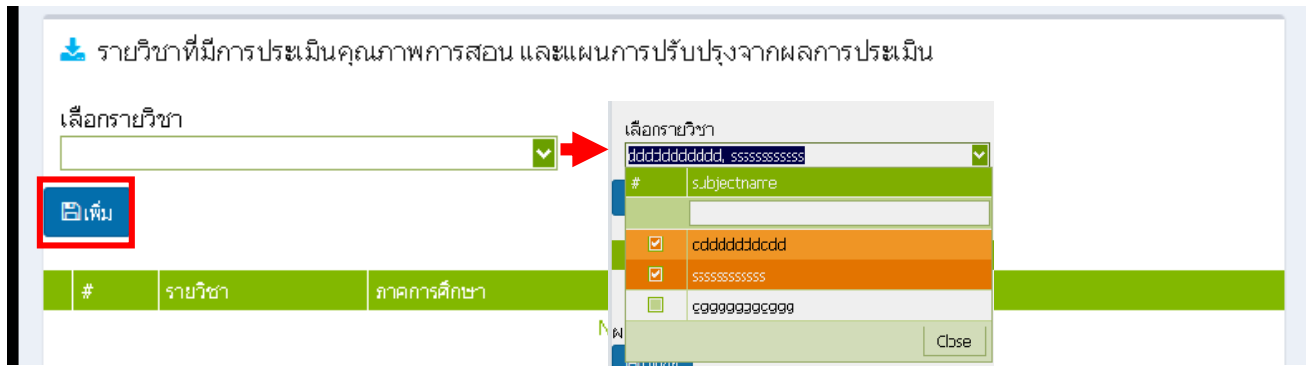 รายวิชาที่มีการประเมินคุณภาพการสอน และแผนการปรับปรุงจากผลการประเมิน
เลือกรายวิชา
เพิ่ม
# รายวิชา ภาคการศึกษา
เลือกรายวิชา
ddddddddddd, ssssssssssss
# subjectname
cdddddddcdd
ssssssssssss
cgggggggcggg
Close